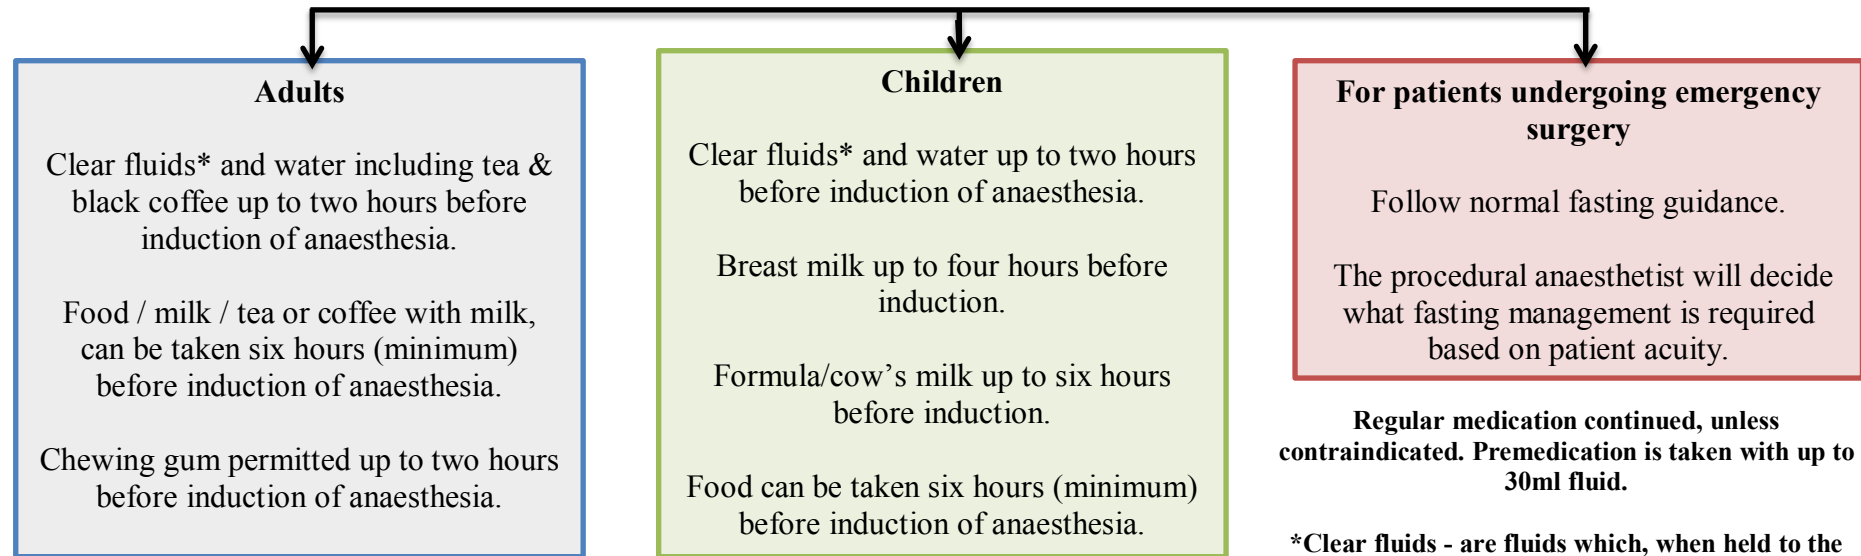 Adults
Clear fluids* and water including tea &
black coffee up to two hours before
induction of anaesthesia.
Food / milk / tea or coffee with milk,
can be taken six hours (minimum)
before induction of anaesthesia.
Chewing gum permitted up to two hours
before induction of anaesthesia.
Children
Clear fluids* and water up to two hours
before induction of anaesthesia.
Breast milk up to four hours before
induction.
Formula/cow’s milk up to six hours
before induction.
Food can be taken six hours (minimum)
before induction of anaesthesia.
For patients undergoing emergency
surgery
Follow normal fasting guidance.
The procedural anaesthetist will decide
what fasting management is required
based on patient acuity.
Regular medication continued, unless
contraindicated. Premedication is taken with up to
30ml fluid.
*Clear fluids - are fluids which, when held to the